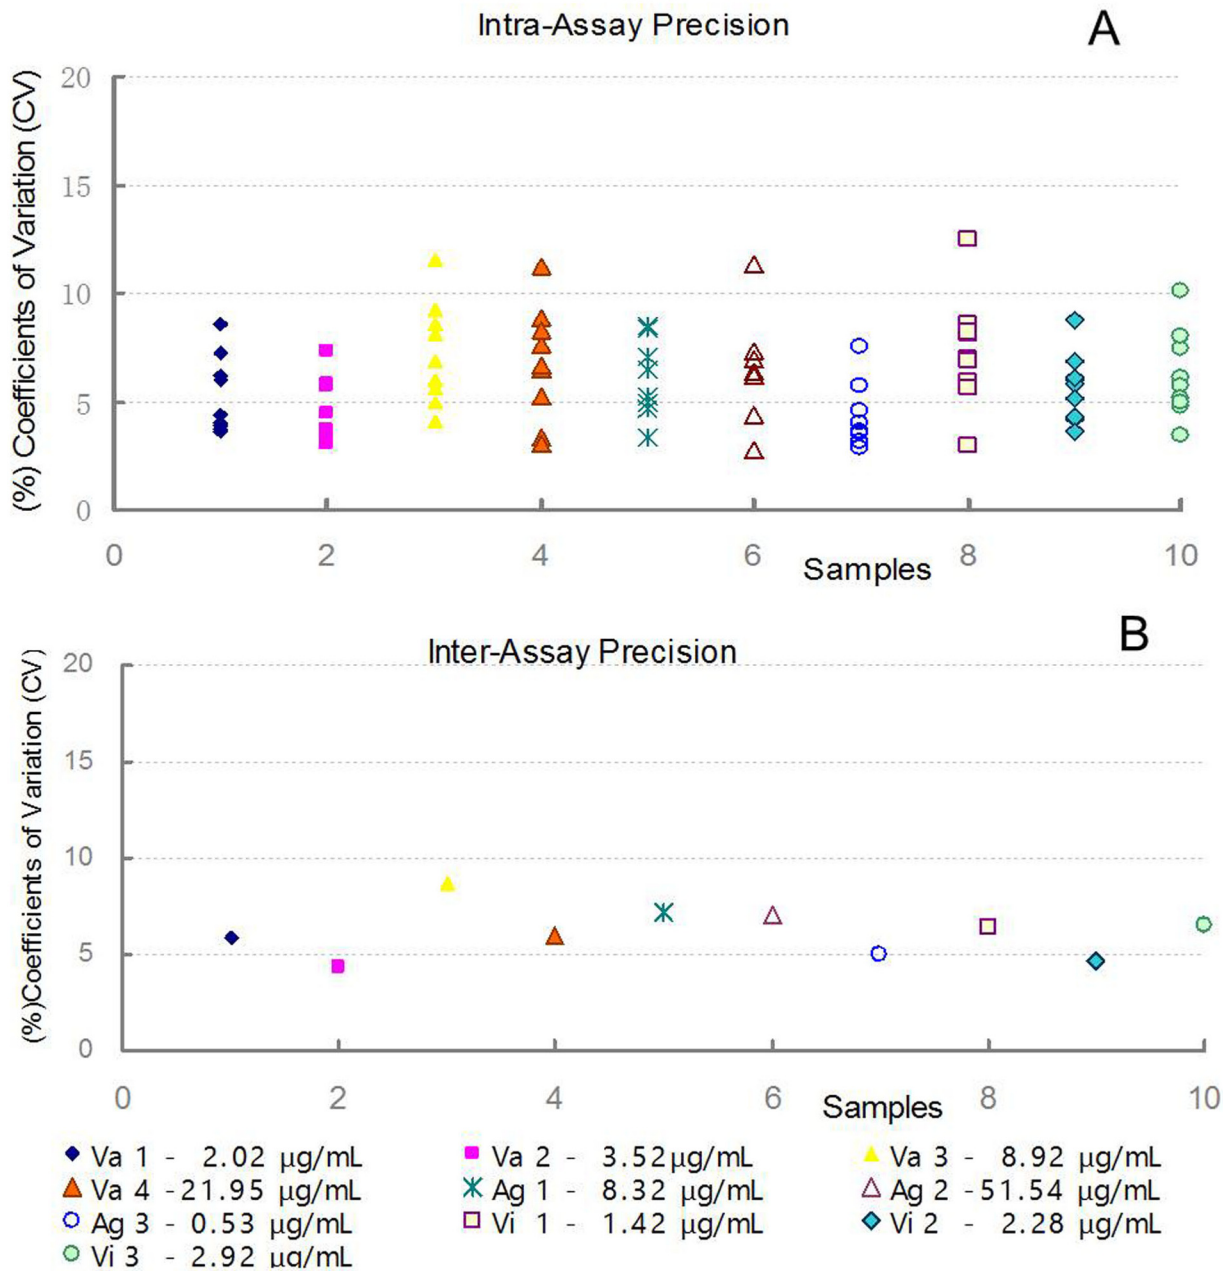 Intra-Assay Precision
A
(%) Coefficients of Variation (CV)
20
15
10
5
0
0 2 4 6 8 10
Samples
B
Inter-Assay Precision
(%)Coefficients of Variation (CV)
20
15
10
5
0
0 2 4 6 8 10
Samples
Va 1 - 2.02 µg/mL Va 2 - 3.52µg/mL Va 3 - 8.92 µg/mL
Va 4 -21.95 µg/mL Ag 1 - 8.32 µg/mL Ag 2 -51.54 µg/mL
Ag 3 - 0.53 µg/mL Vi 1 - 1.42 µg/mL Vi 2 - 2.28 µg/mL
Vi 3 - 2.92 µg/mL